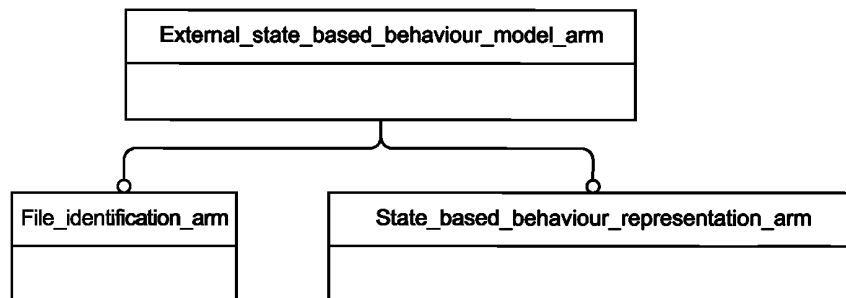 External_state_based_behaviour_model_arm
File_identification_arm
State_based_behaviour_representation_arm